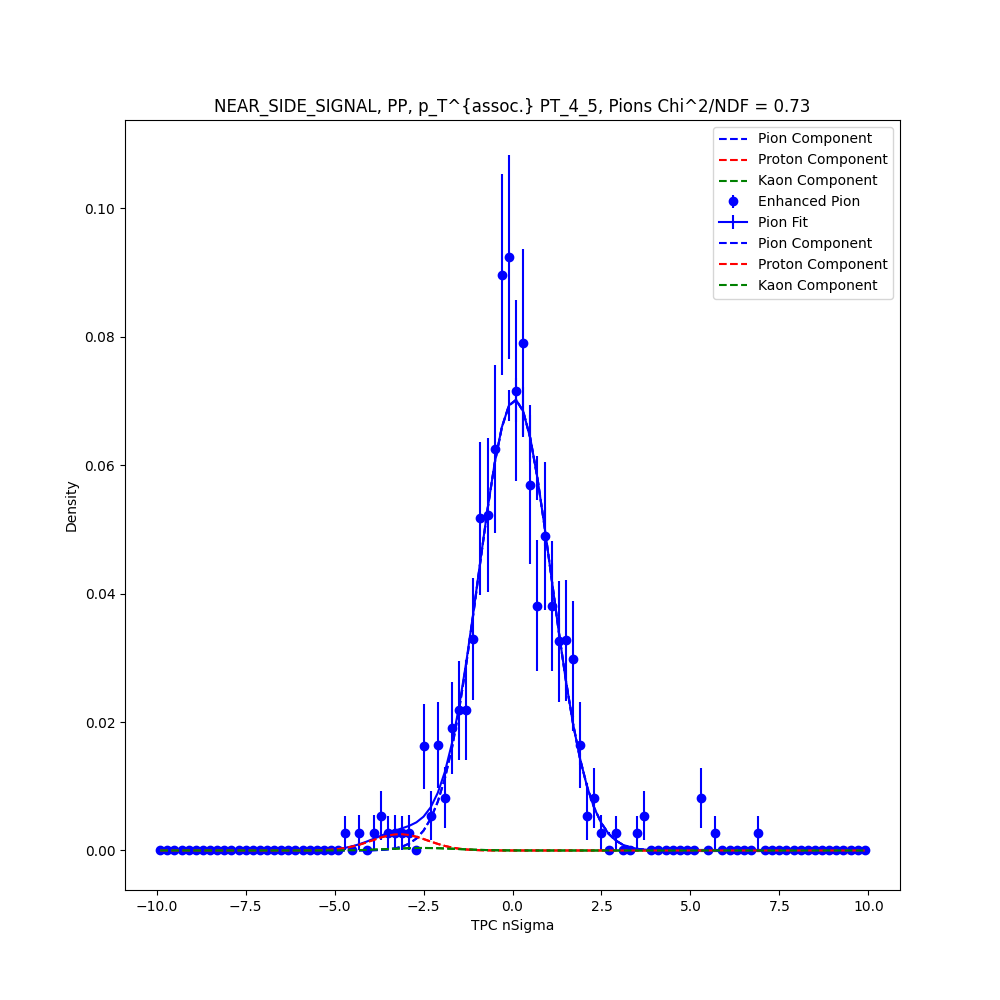 NEAR_SIDE_SIGNAL, PP, p_T^{assoc.} PT_4_5, Pions Chi^2/NDF = 0.73
Pion Component
Proton Component
Kaon Component
Enhanced Pion
Pion Fit
Pion Component
Proton Component
Kaon Component
0.10
0.08
0.06
0.04
0.02
0.00
Density
−10.0 −7.5 −5.0 −2.5 0.0 2.5 5.0 7.5 10.0
TPC nSigma